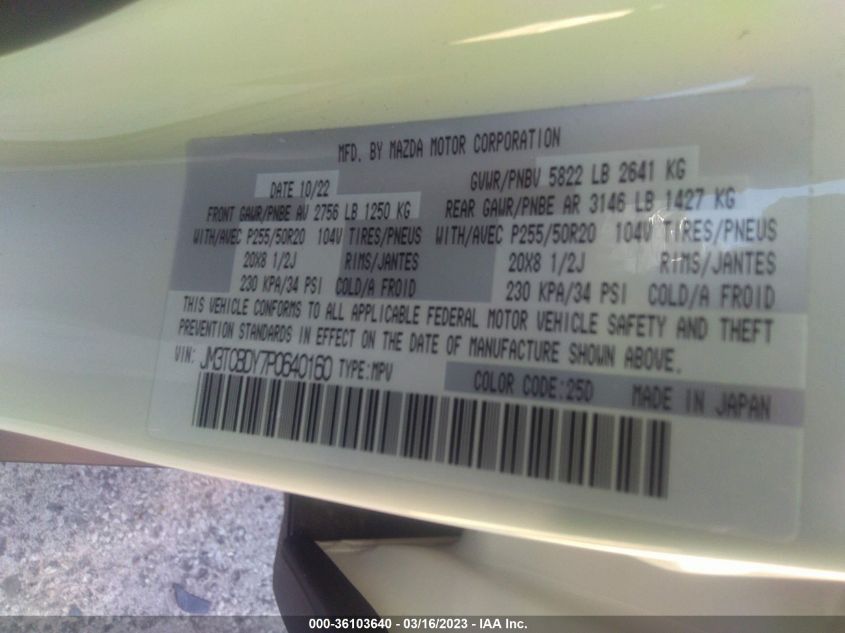 MFD. BY MAZDA MOTOR CORPORATION
DATE 10/22 GVWR/PNBV 5822 LB 2641 KG
FRONT GAWR/PNBE AV 2756 LB 1250 KG REAR GAWR/PNBE AR 3146 LB 1427 KG
WITH/AVEC P255/50R20 104V TIRES/PNEUS WITH/AVEC P255/50R20 104V TIRES/PNEUS
20X8 1/2J RIMS/JANTES 20X8 1/2J RIMS/JANTES
230 KPA/34 PSI COLD/A FROID 230 KPA/34 PSI COLD/A FROID
THIS VEHICLE CONFORMS TO ALL APPLICABLE FEDERAL MOTOR VEHICLE SAFETY AND THEFT
PREVENTION STANDARDS IN EFFECT ON THE DATE OF MANUFACTURE SHOWN ABOVE.
VIN: JM3TCBDY7P0640160 TYPE:MPV
COLOR CODE:25D MADE IN JAPAN
000-36103640 - 03/16/2023 - IAA Inc.